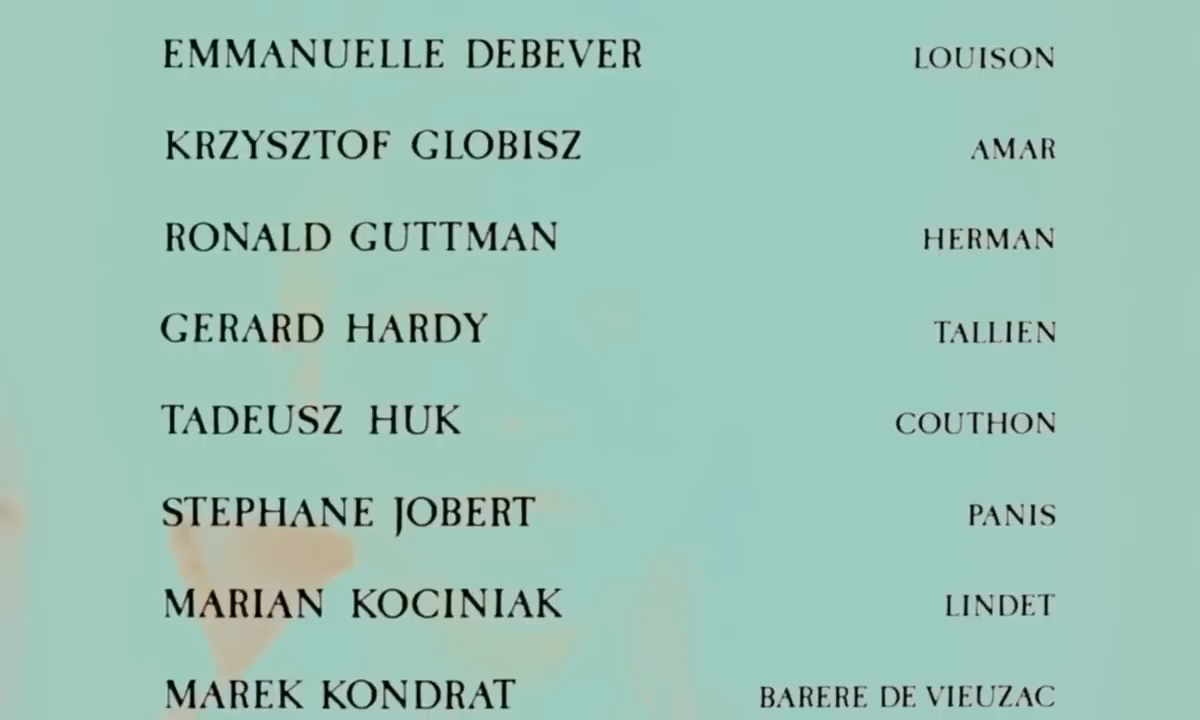 EMMANUELLE DEBEVER LOUISON
KRZYSZTOF GLOBISZ AMAR
RONALD GUTTMAN HERMAN
GERARD HARDY TALLIEN
TADEUSZ HUK COUTHON
STEPHANE JOBERT PANIS
MARIAN KOCINIAK LINDET
MAREK KONDRAT BARERE DE VIEUZAC